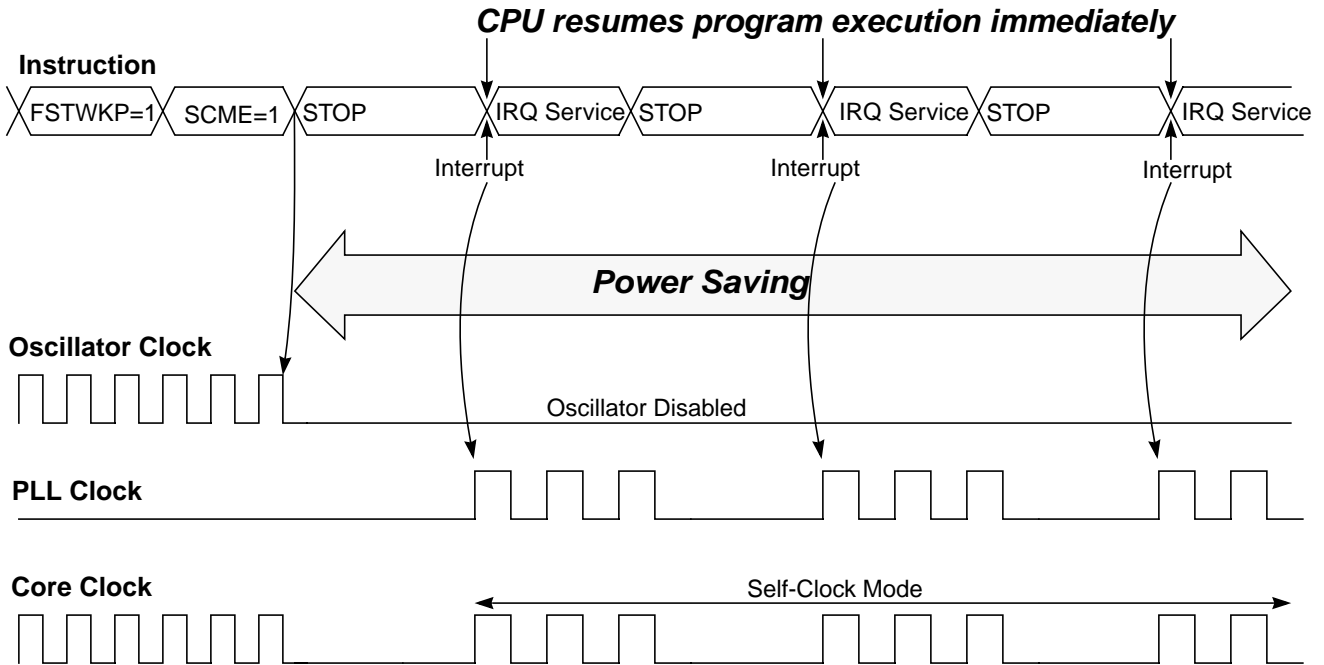 CPU resumes program execution immediately
Instruction
FSTWKP=1 SCME=1 STOP IRQ Service STOP IRQ Service STOP IRQ Service
Interrupt Interrupt Interrupt
Power Saving
Oscillator Clock
Oscillator Disabled
PLL Clock
Core Clock
Self-Clock Mode